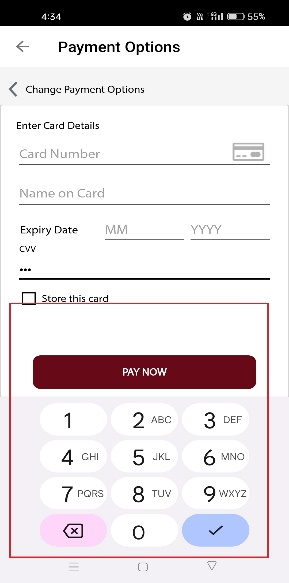 4:34 55%
Payment Options
Change Payment Options
Enter Card Details
Card Number
Name on Card
Expiry Date MM YYYY
CVV
•••
Store this card
PAY NOW
1 2 ABC 3 DEF
4 GHI 5 JKL 6 MNO
7 PQRS 8 TUV 9 WXYZ
0